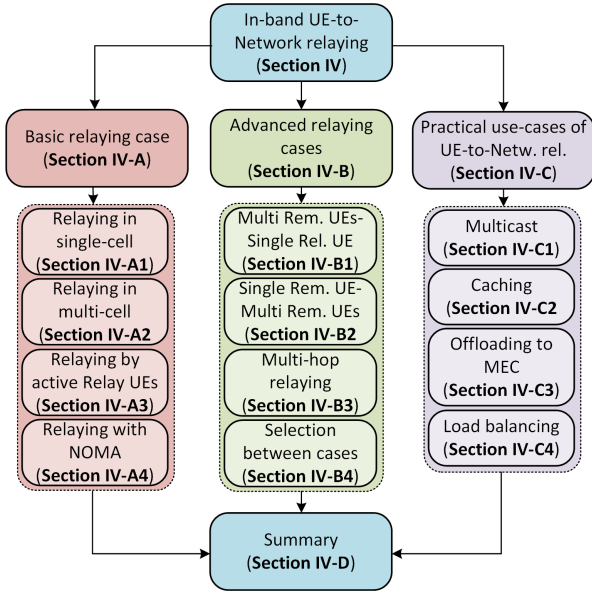 In-band UE-to-
Network relaying
(Section IV)
Basic relaying case
(Section IV-A)
Relaying in
single-cell
(Section IV-A1)
Relaying in
multi-cell
(Section IV-A2
Relaying by
active Relay UEs
(Section IV-A3)
Relaying with
NOMA
(Section IV-A4)
Advanced relaying
cases
(Section IV-B)
Multi Rem. UEs-
Single Rel. UE
(Section IV-B1)
Single Rem. UE-
Multi Rem. UEs
(Section IV-B2
Multi-hop
relaying
(Section IV-B3)
Selection
between cases
(Section IV-B4)
Practical use-cases of
UE-to-Netw. rel.
(Section IV-C)
Multicast
(Section IV-C1)
Caching
(Section IV-C2
Offloading to
MEC
(Section IV-C3)
Load balancing
(Section IV-C4)
Summary
(Section IV-D)